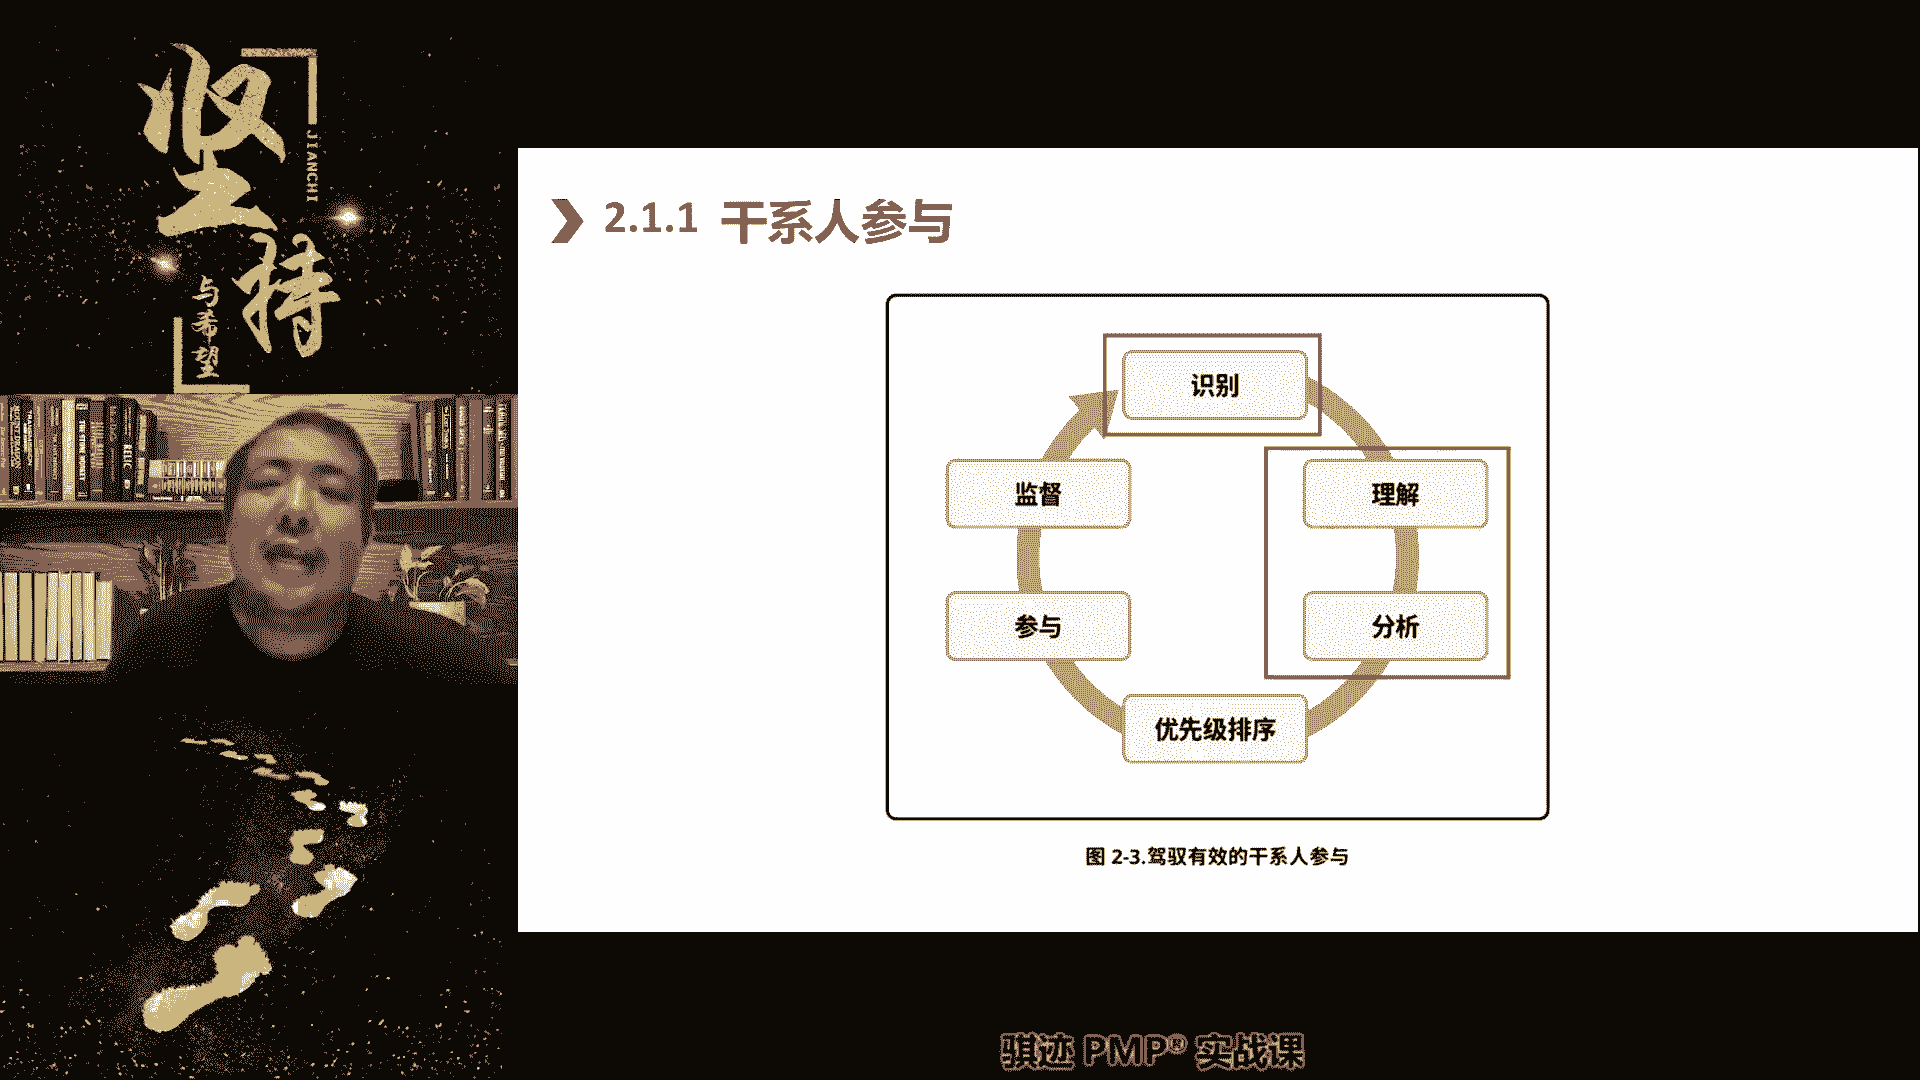 坚持
JIANCHI
与希望
2.1.1 干系人参与
识别
理解
分析
优先级排序
参与
监督
图 2-3.驾驭有效的干系人参与
骐迹 PMP® 实战课